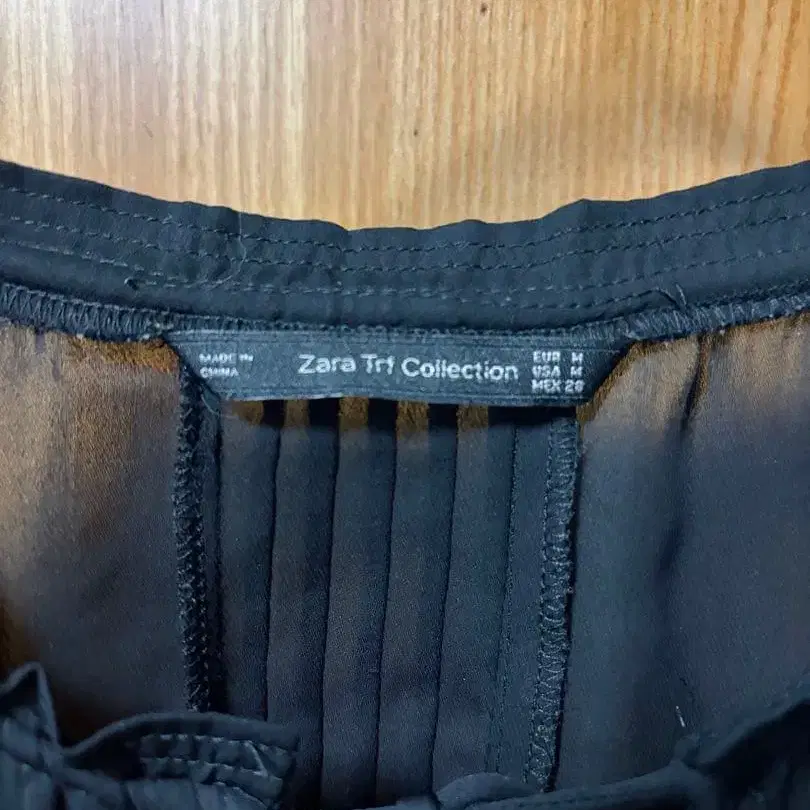 MADE IN
CHINA
Zara Trf Collection
EUR M
USA M
MEX 28